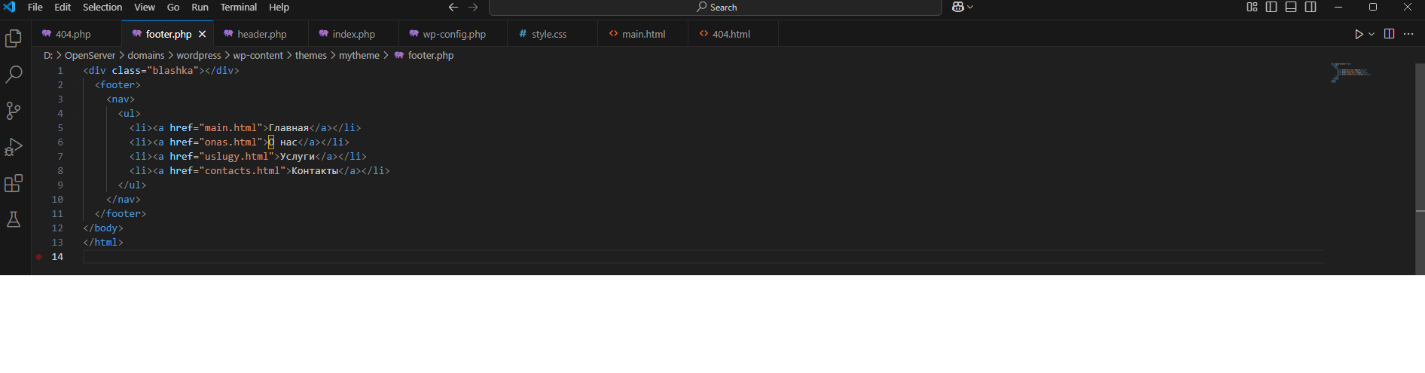 File Edit Selection View Go Run Terminal Help Search
404.php footer.php header.php index.php wp-config.php style.css main.html 404.html
D: > OpenServer > domains > wordpress > wp-content > themes > mytheme > footer.php
1 <div class="blashka"></div>
2 <footer>
3 <nav>
4 <ul>
5 <li><a href="main.html">Главная</a></li>
6 <li><a href="onas.html">О нас</a></li>
7 <li><a href="uslugy.html">Услуги</a></li>
8 <li><a href="contacts.html">Контакты</a></li>
9 </ul>
10 </nav>
11 </footer>
12 </body>
13 </html>
14